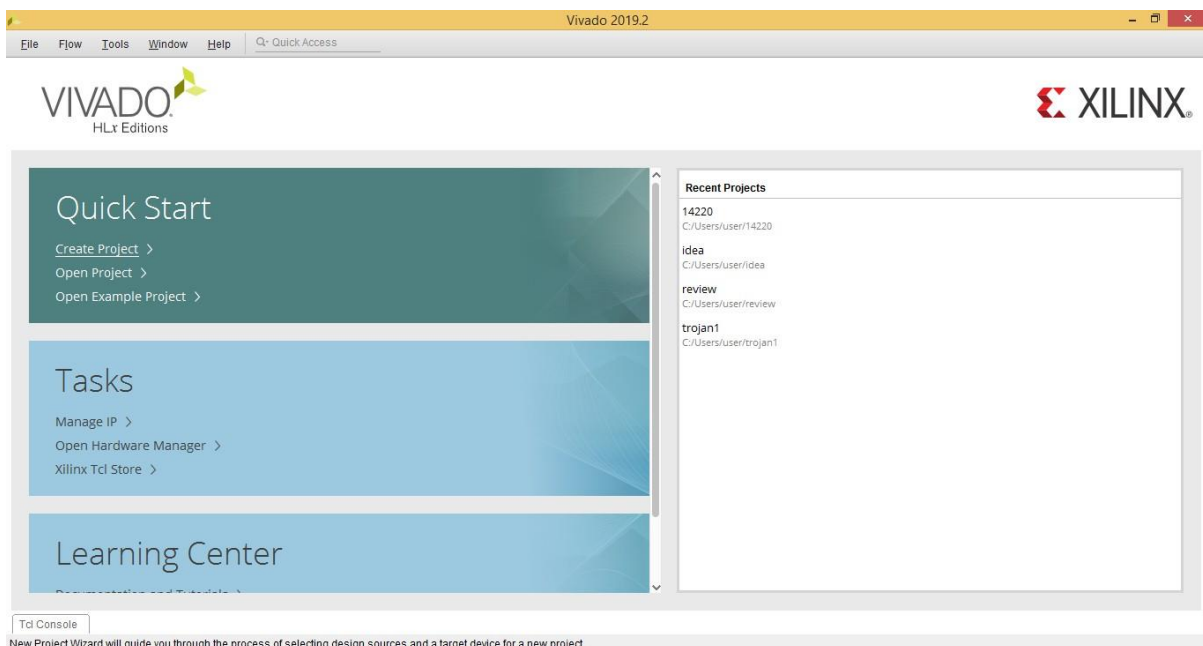 Vivado 2019.2
File Flow Tools Window Help Quick Access
VIVADO.
HLx Editions
XILINX®
Quick Start
Create Project >
Open Project >
Open Example Project >
Tasks
Manage IP >
Open Hardware Manager >
Xilinx Tcl Store >
Learning Center
Documentation and Tutorials >
Recent Projects
14220
C:/Users/user/14220
idea
C:/Users/user/idea
review
C:/Users/user/review
trojan1
C:/Users/user/trojan1
Tcl Console
New Project Wizard will guide you through the process of selecting design sources and a target device for a new project.